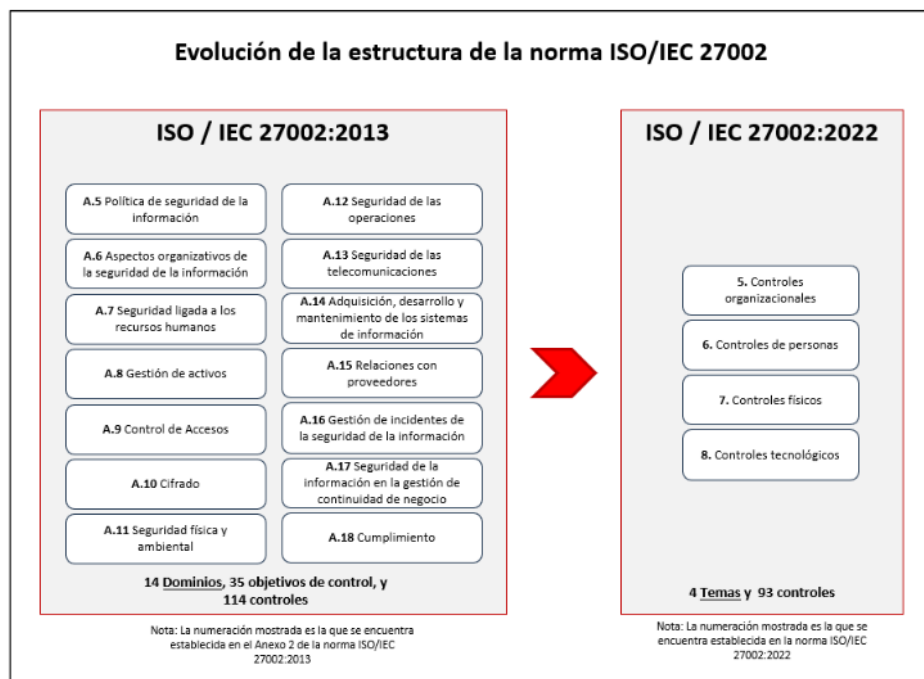 Evolución de la estructura de la norma ISO/IEC 27002
ISO / IEC 27002:2013
A.5 Política de seguridad de la
información
A.6 Aspectos organizativos de
la seguridad de la información
A.7 Seguridad ligada a los
recursos humanos
A.8 Gestión de activos
A.9 Control de Accesos
A.10 Cifrado
A.11 Seguridad física y
ambiental
A.12 Seguridad de las
operaciones
A.13 Seguridad de las
telecomunicaciones
A.14 Adquisición, desarrollo y
mantenimiento de los sistemas
de información
A.15 Relaciones con
proveedores
A.16 Gestión de incidentes de
la seguridad de la información
A.17 Seguridad de la
información en la gestión de
continuidad de negocio
A.18 Cumplimiento
14 Dominios, 35 objetivos de control, y
114 controles
Nota: La numeración mostrada es la que se encuentra
establecida en el Anexo 2 de la norma ISO/IEC
27002:2013
ISO / IEC 27002:2022
5. Controles
organizacionales
6. Controles de personas
7. Controles físicos
8. Controles tecnológicos
4 Temas y 93 controles
Nota: La numeración mostrada es la que se
encuentra establecida en la norma ISO/IEC
27002:2022